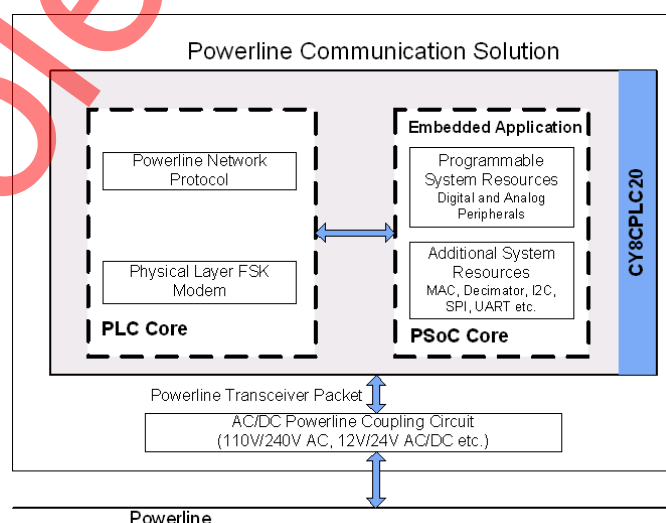 Powerline Communication Solution
Embedded Application
Powerline Network
Protocol
Programmable
System Resources
Digital and Analog
Peripherals
Physical Layer FSK
Modem
Additional System
Resources
MAC, Decimator, I2C,
SPI, UART etc.
PLC Core
PSoC Core
CY8CPLC20
Powerline Transceiver Packet
AC/DC Powerline Coupling Circuit
(110V/240V AC, 12V/24V AC/DC etc.)
Powerline